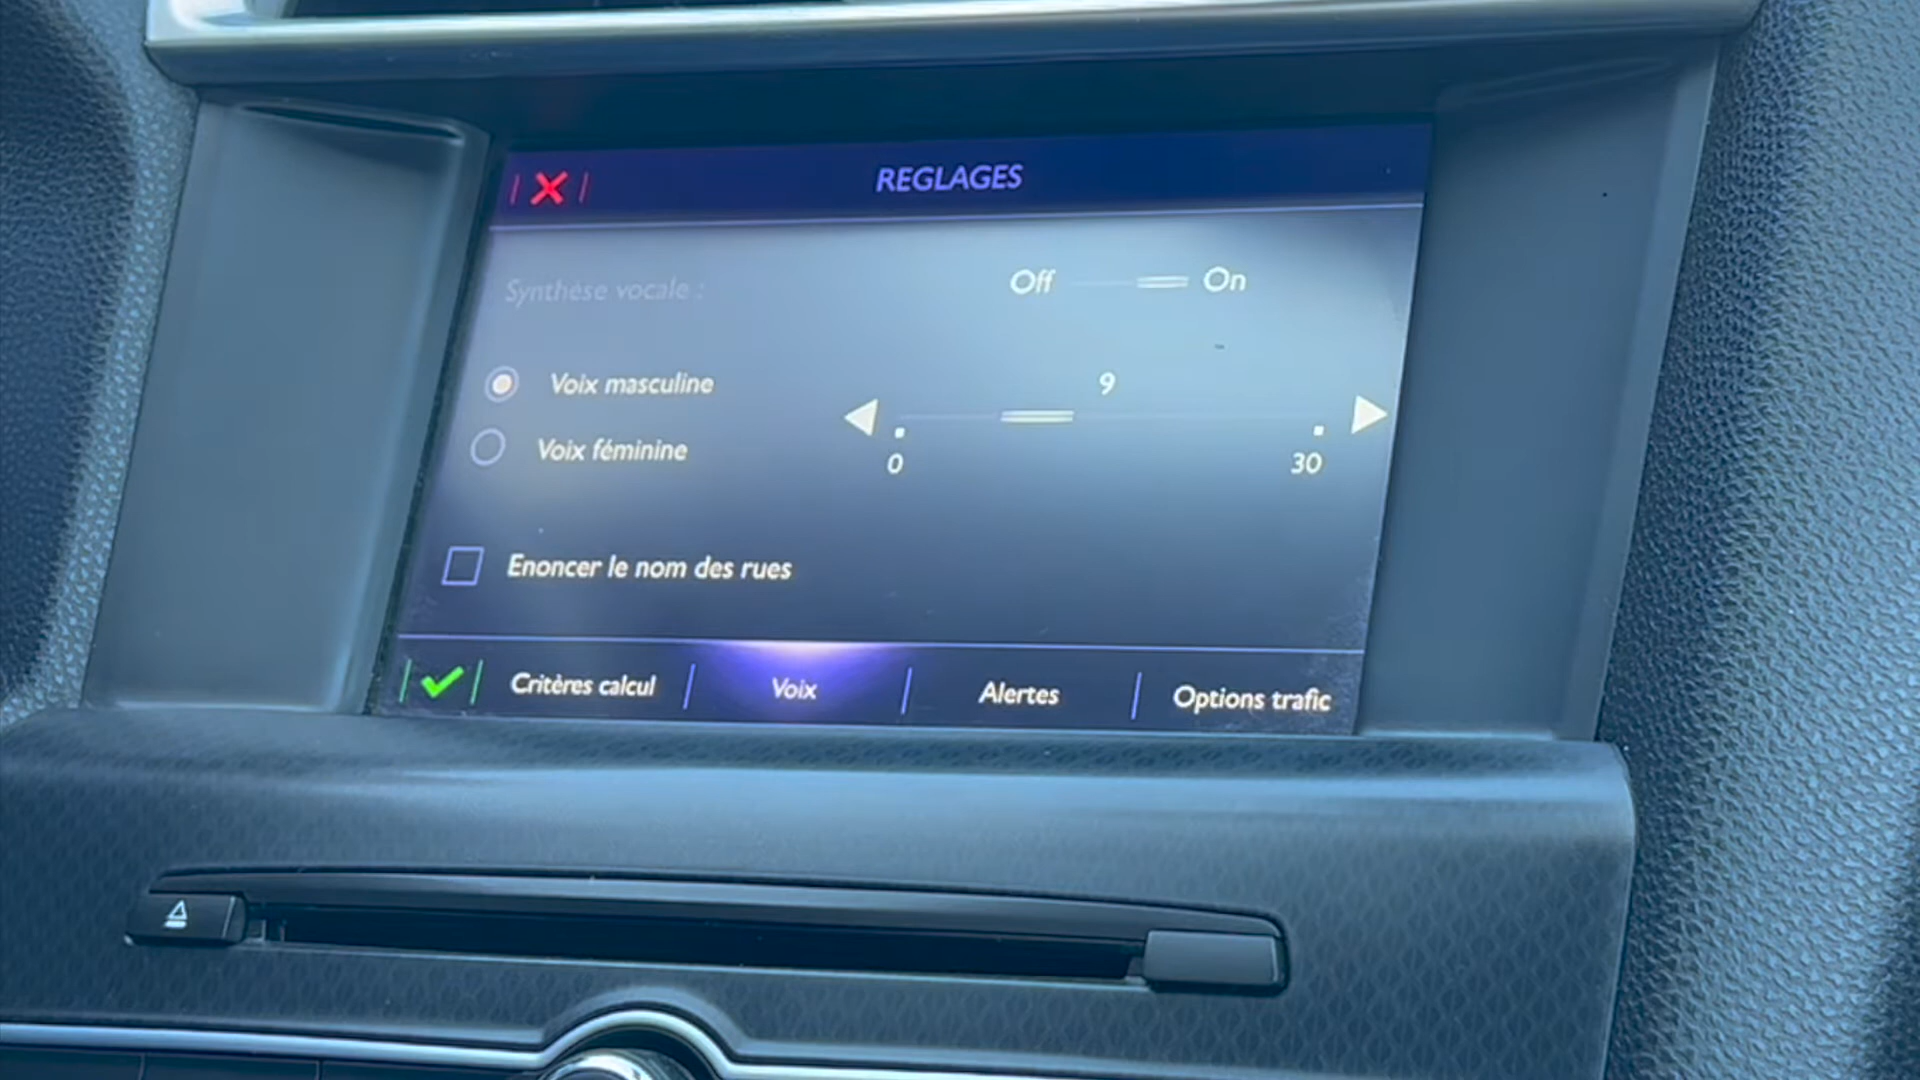 REGLAGES
Synthèse vocale :
Off On
Voix masculine
9
Voix féminine
0 30
Enoncer le nom des rues
Critères calcul Voix Alertes Options trafic